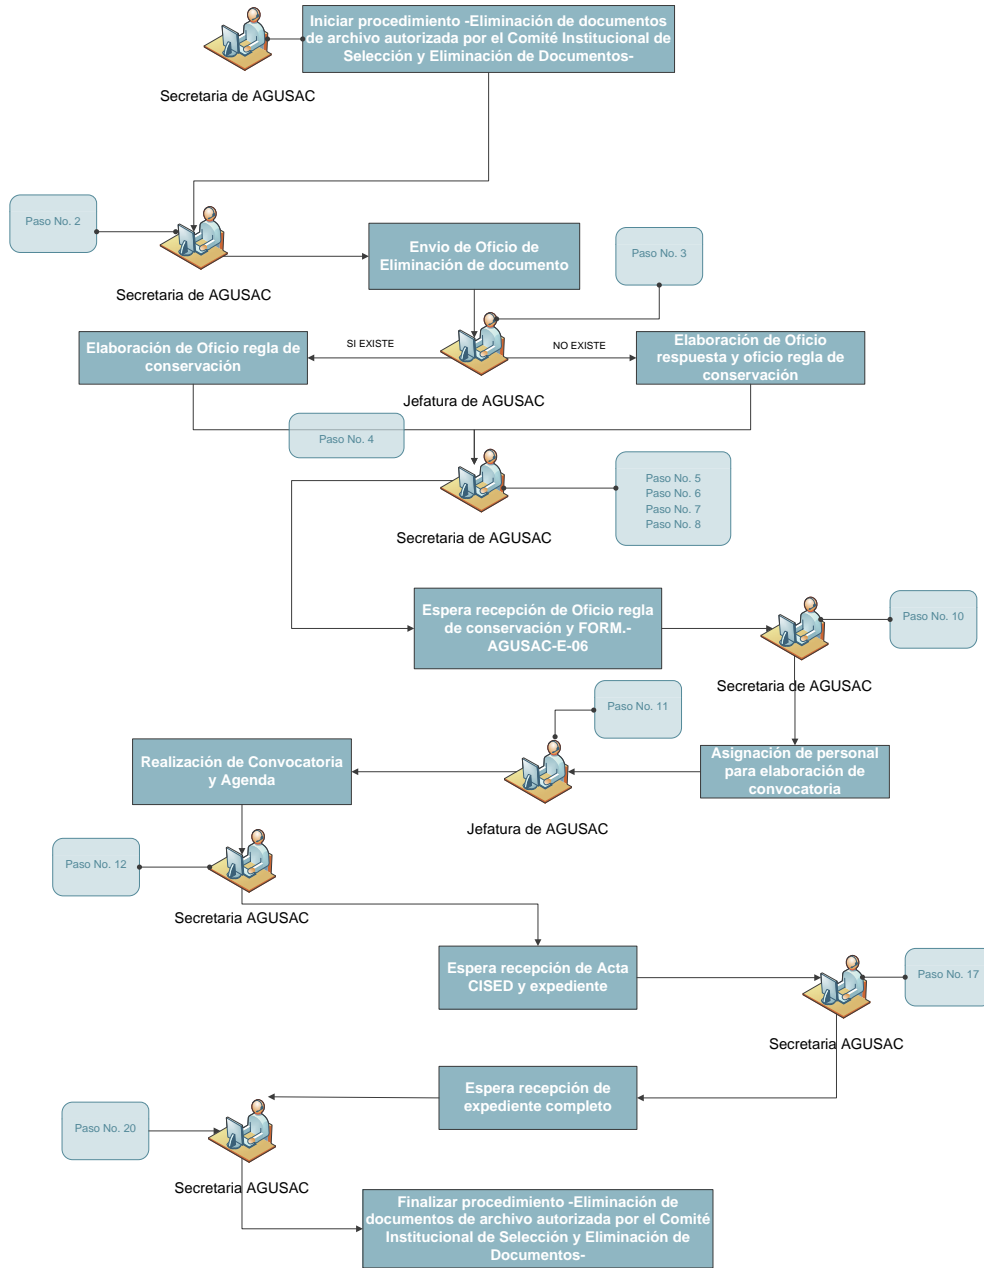 Iniciar procedimiento -Eliminación de documentos
de archivo autorizada por el Comité Institucional de
Selección y Eliminación de Documentos-
Secretaria de AGUSAC
Paso No. 2
Secretaria de AGUSAC
Envio de Oficio de
Eliminación de documento
Paso No. 3
Elaboración de Oficio regla de
conservación
SI EXISTE
NO EXISTE
Elaboración de Oficio
respuesta y oficio regla de
conservación
Jefatura de AGUSAC
Paso No. 4
Secretaria de AGUSAC
Paso No. 5
Paso No. 6
Paso No. 7
Paso No. 8
Espera recepción de Oficio regla
de conservación y FORM.-
AGUSAC-E-06
Paso No. 10
Secretaria de AGUSAC
Paso No. 11
Asignación de personal
para elaboración de
convocatoria
Jefatura de AGUSAC
Realización de Convocatoria
y Agenda
Paso No. 12
Secretaria AGUSAC
Espera recepción de Acta
CISED y expediente
Paso No. 17
Secretaria AGUSAC
Espera recepción de
expediente completo
Paso No. 20
Secretaria AGUSAC
Finalizar procedimiento -Eliminación de
documentos de archivo autorizada por el Comité
Institucional de Selección y Eliminación de
Documentos-